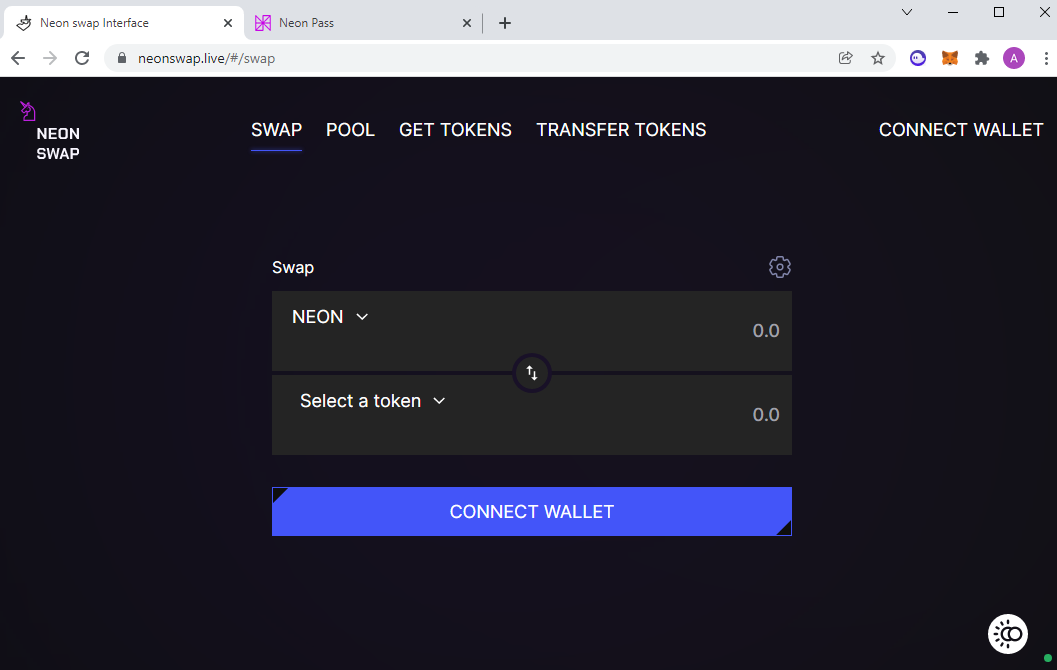 Neon swap Interface
Neon Pass
neonswap.live/#/swap
A
NEON
SWAP
SWAP POOL GET TOKENS TRANSFER TOKENS CONNECT WALLET
Swap
NEON
0.0
Select a token
0.0
CONNECT WALLET